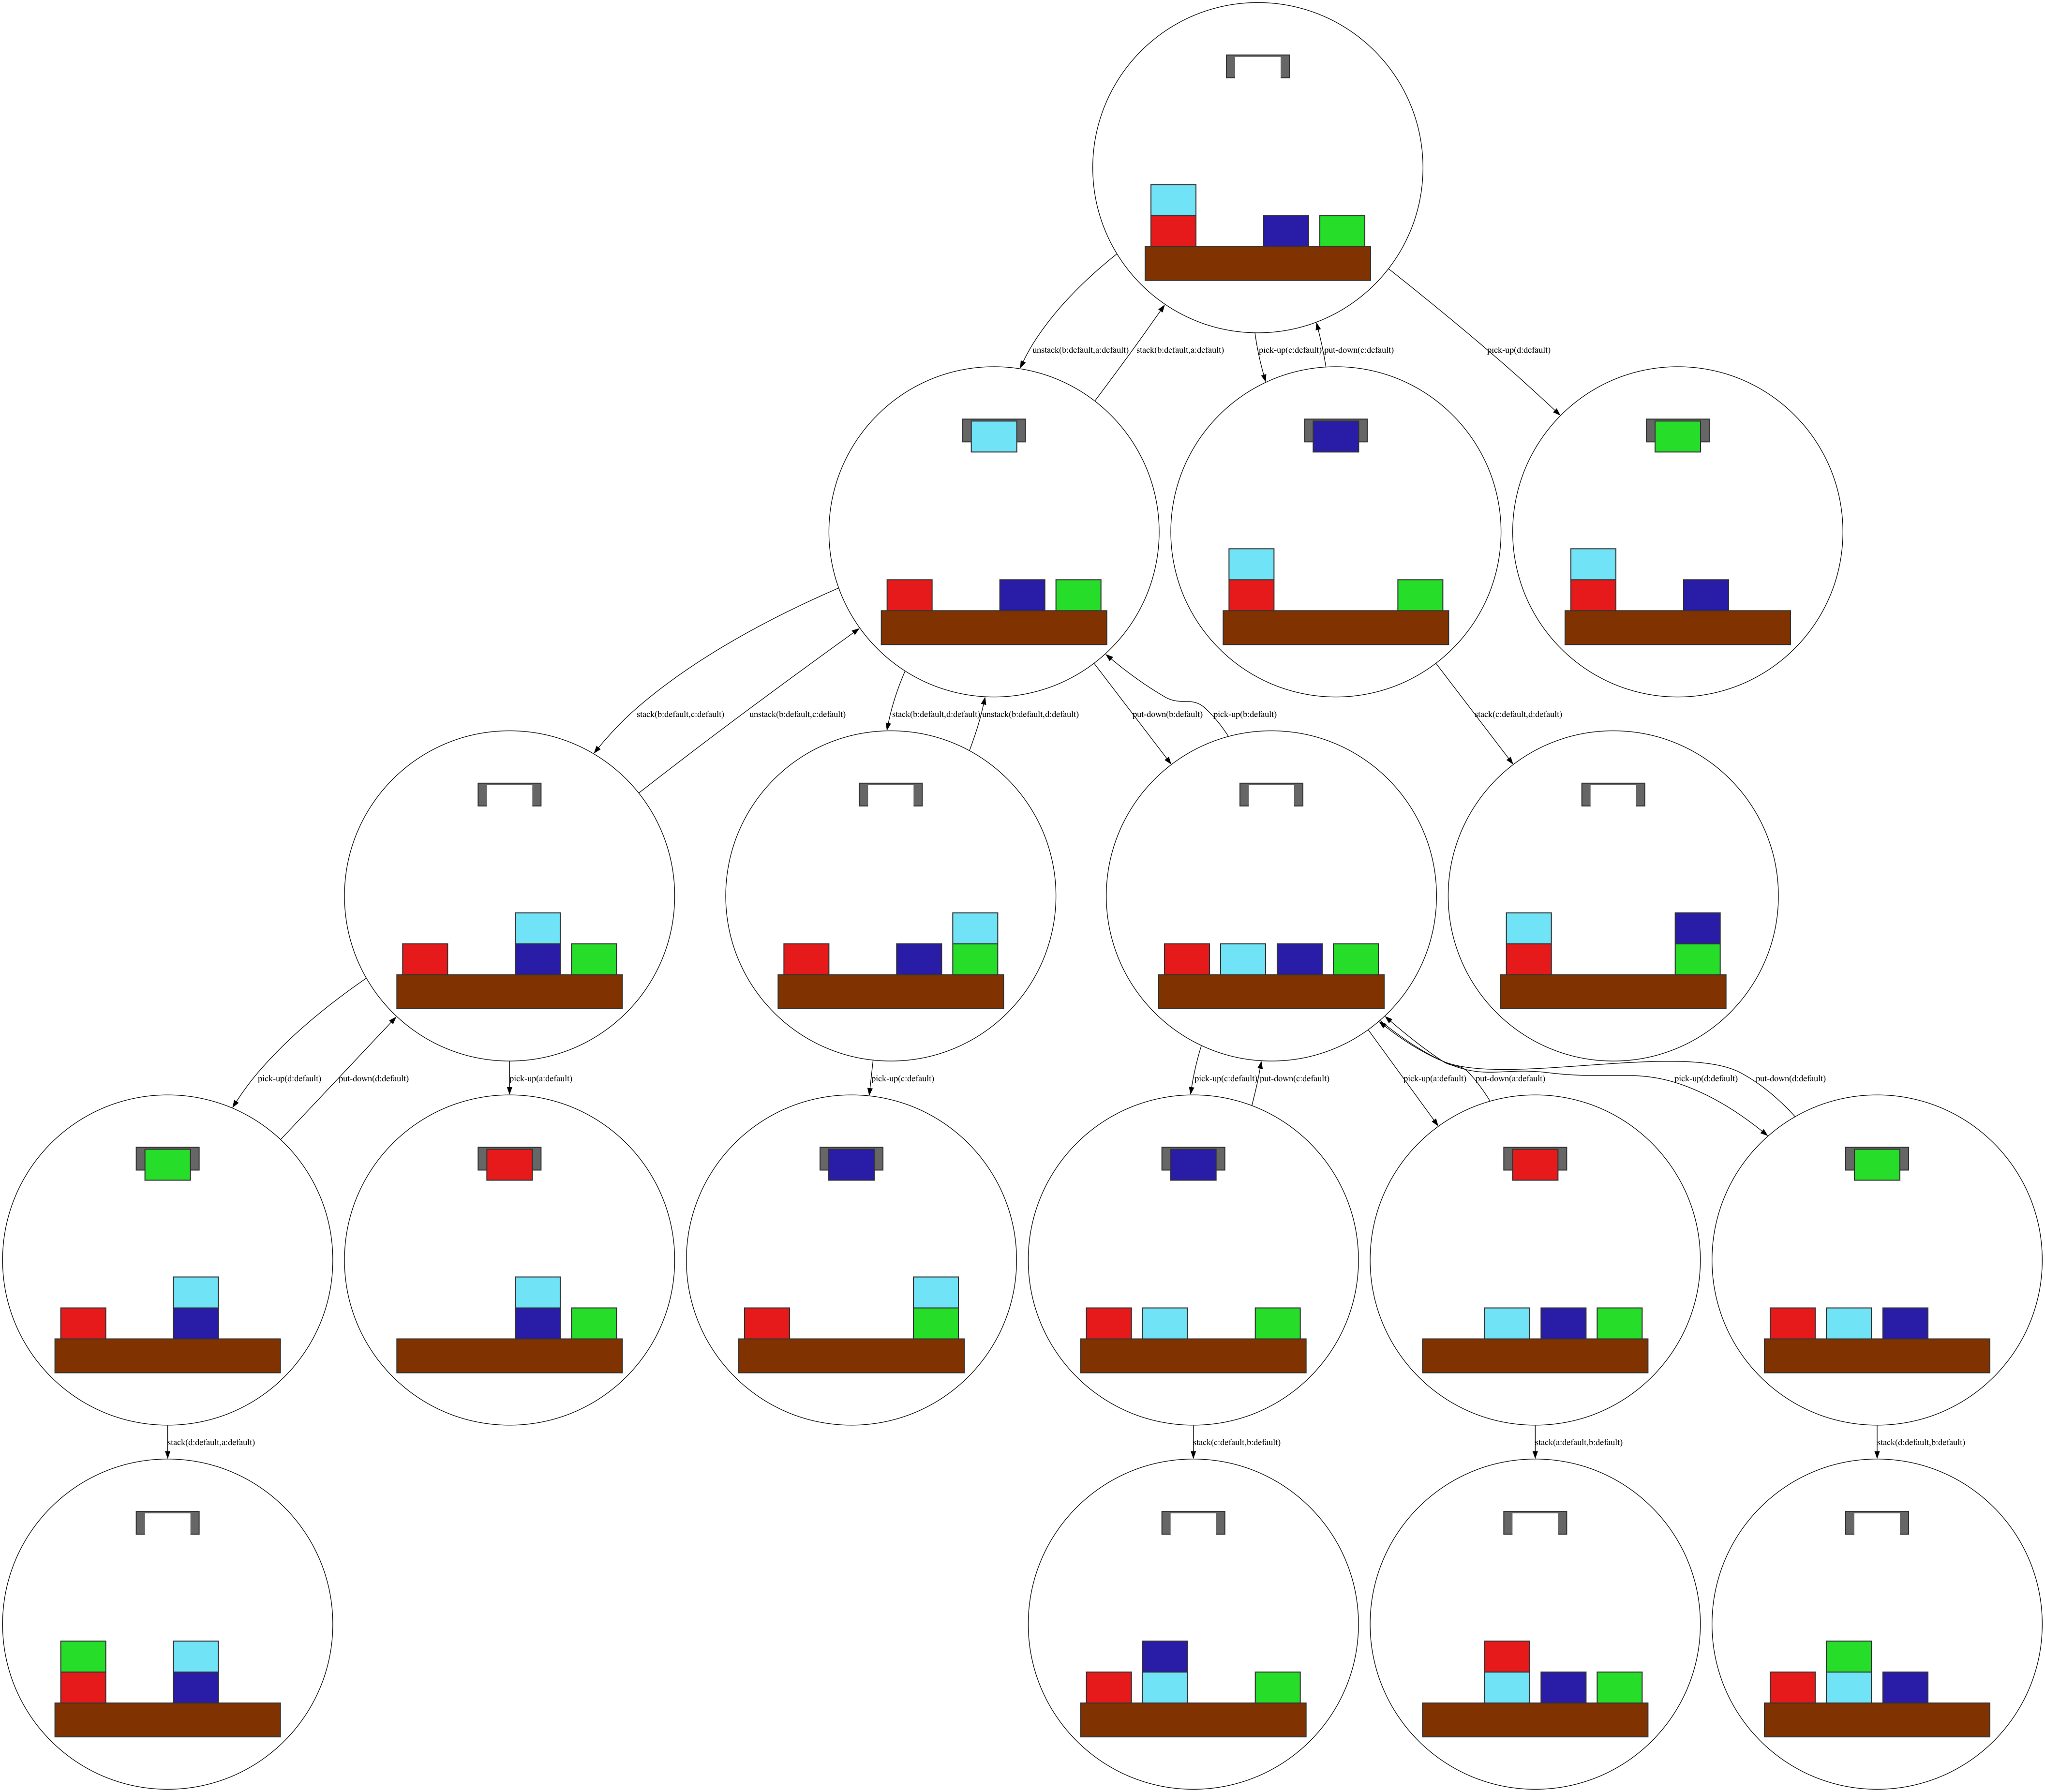 unstack(b:default,a:default)
stack(b:default,a:default)
pick-up(c:default)
put-down(c:default)
pick-up(d:default)
stack(b:default,c:default)
unstack(b:default,c:default)
stack(b:default,d:default)
unstack(b:default,d:default)
put-down(b:default)
pick-up(b:default)
stack(c:default,d:default)
pick-up(d:default)
put-down(d:default)
pick-up(a:default)
pick-up(c:default)
pick-up(c:default)
put-down(c:default)
pick-up(a:default)
put-down(a:default)
pick-up(d:default)
put-down(d:default)
stack(d:default,a:default)
stack(c:default,b:default)
stack(a:default,b:default)
stack(d:default,b:default)